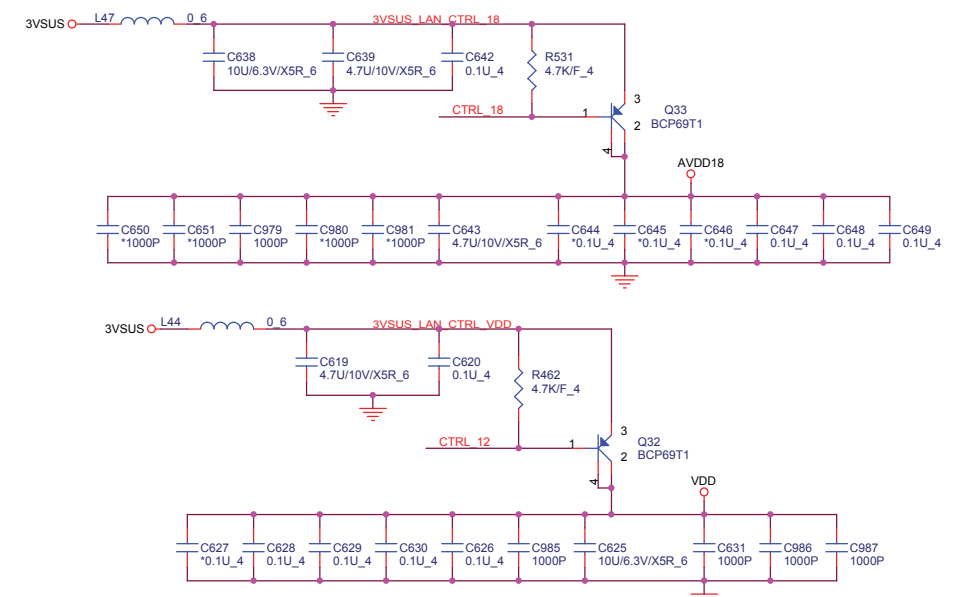 3VSUS L47 0_6 3VSUS_LAN_CTRL_18
C638 C639 C642 R531
10U/6.3V/X5R_6 4.7U/10V/X5R_6 0.1U_4 4.7K/F_4
3
CTRL_18 1 Q33
2 BCP69T1
4
AVDD18
C650 C651 C979 C980 C981 C643 C644 C645 C646 C647 C648 C649
*1000P *1000P 1000P *1000P *1000P 4.7U/10V/X5R_6 *0.1U_4 *0.1U_4 *0.1U_4 0.1U_4 0.1U_4 0.1U_4
3VSUS L44 0_6 3VSUS_LAN_CTRL_VDD
C619 C620 R462
4.7U/10V/X5R_6 0.1U_4 4.7K/F_4
3
CTRL_12 1 Q32
2 BCP69T1
4
VDD
C627 C628 C629 C630 C626 C985 C625 C631 C986 C987
*0.1U_4 0.1U_4 0.1U_4 0.1U_4 0.1U_4 1000P 10U/6.3V/X5R_6 1000P 1000P 1000P